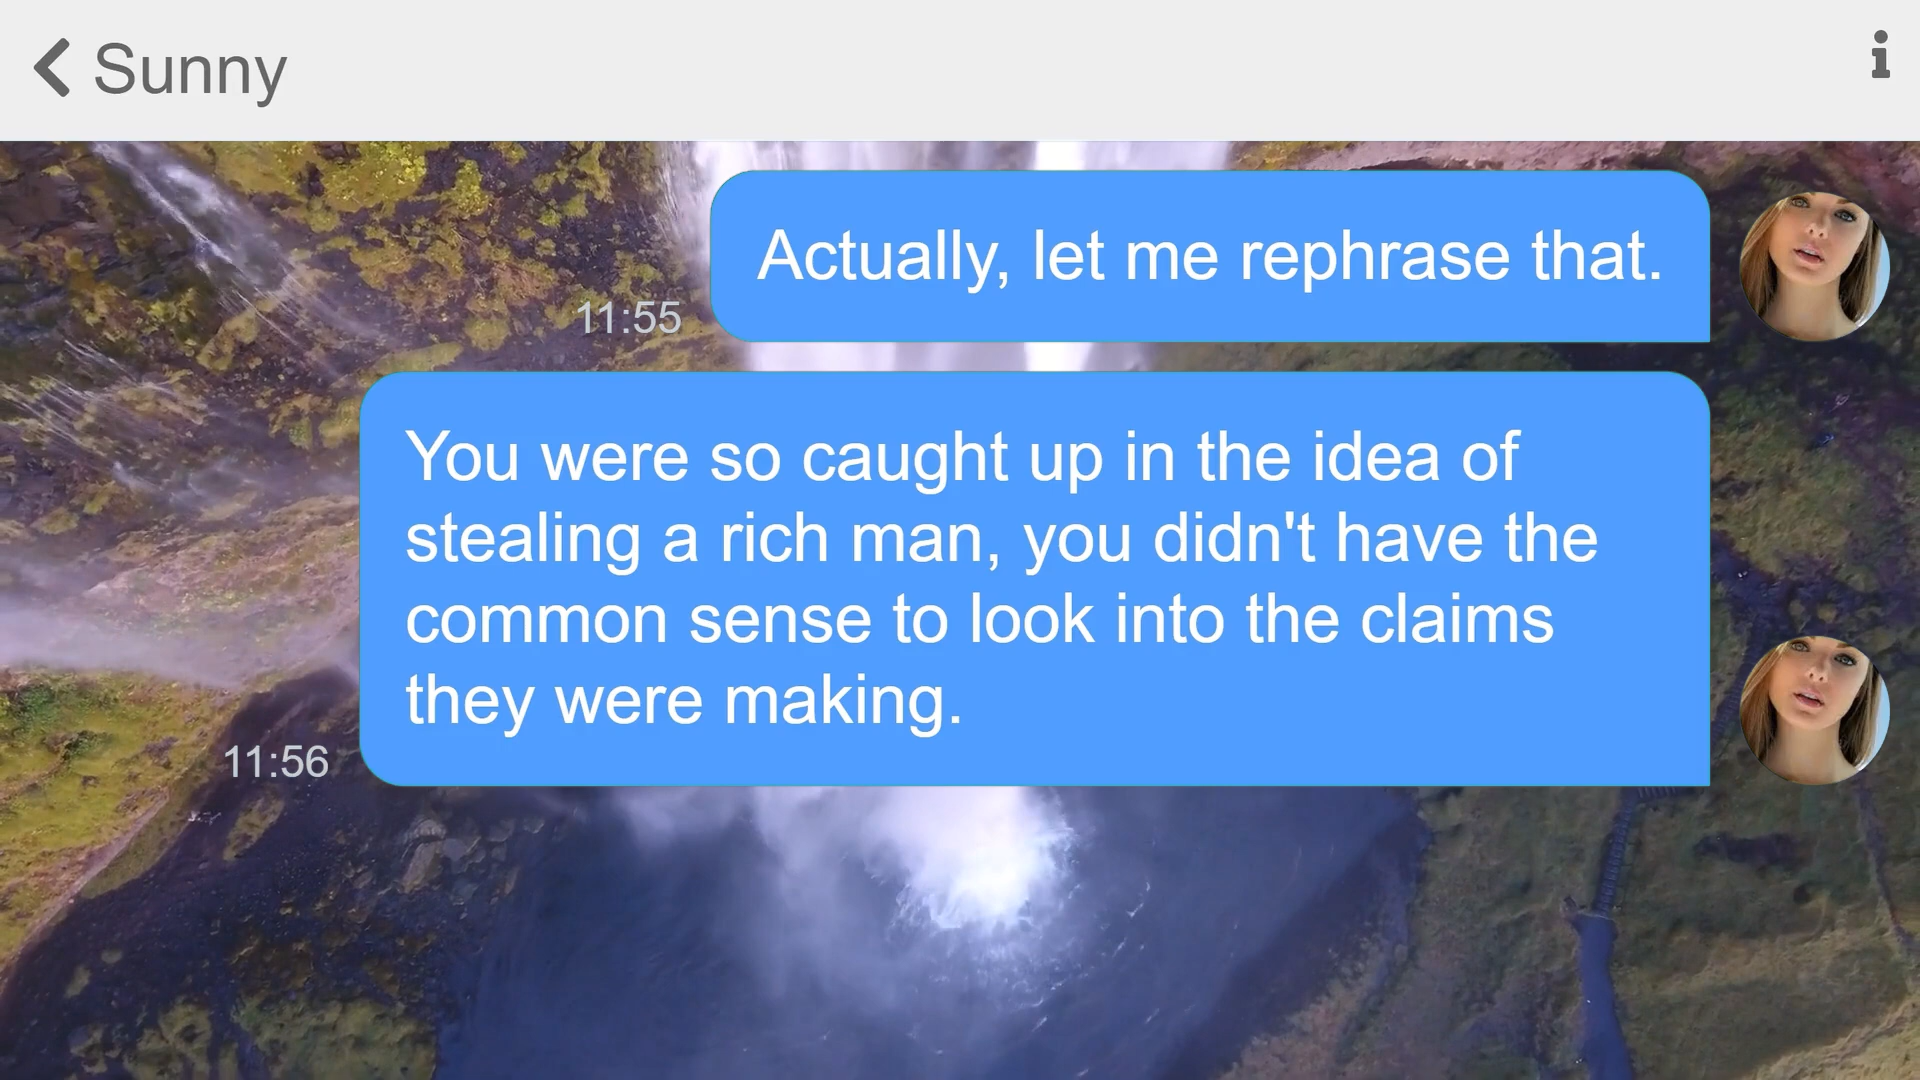 Sunny
Actually, let me rephrase that.
11:55
You were so caught up in the idea of
stealing a rich man, you didn't have the
common sense to look into the claims
they were making.
11:56